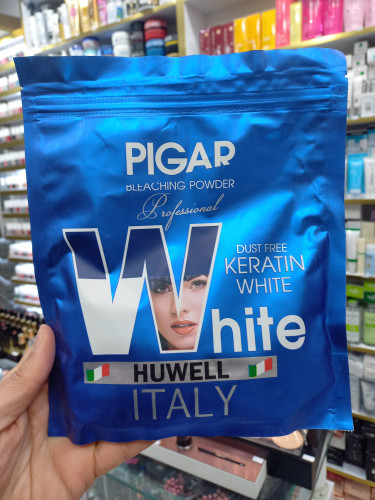 PIGAR
BLEACHING POWDER
Professional
DUST FREE
KERATIN
WHITE
White
HUWELL
ITALY